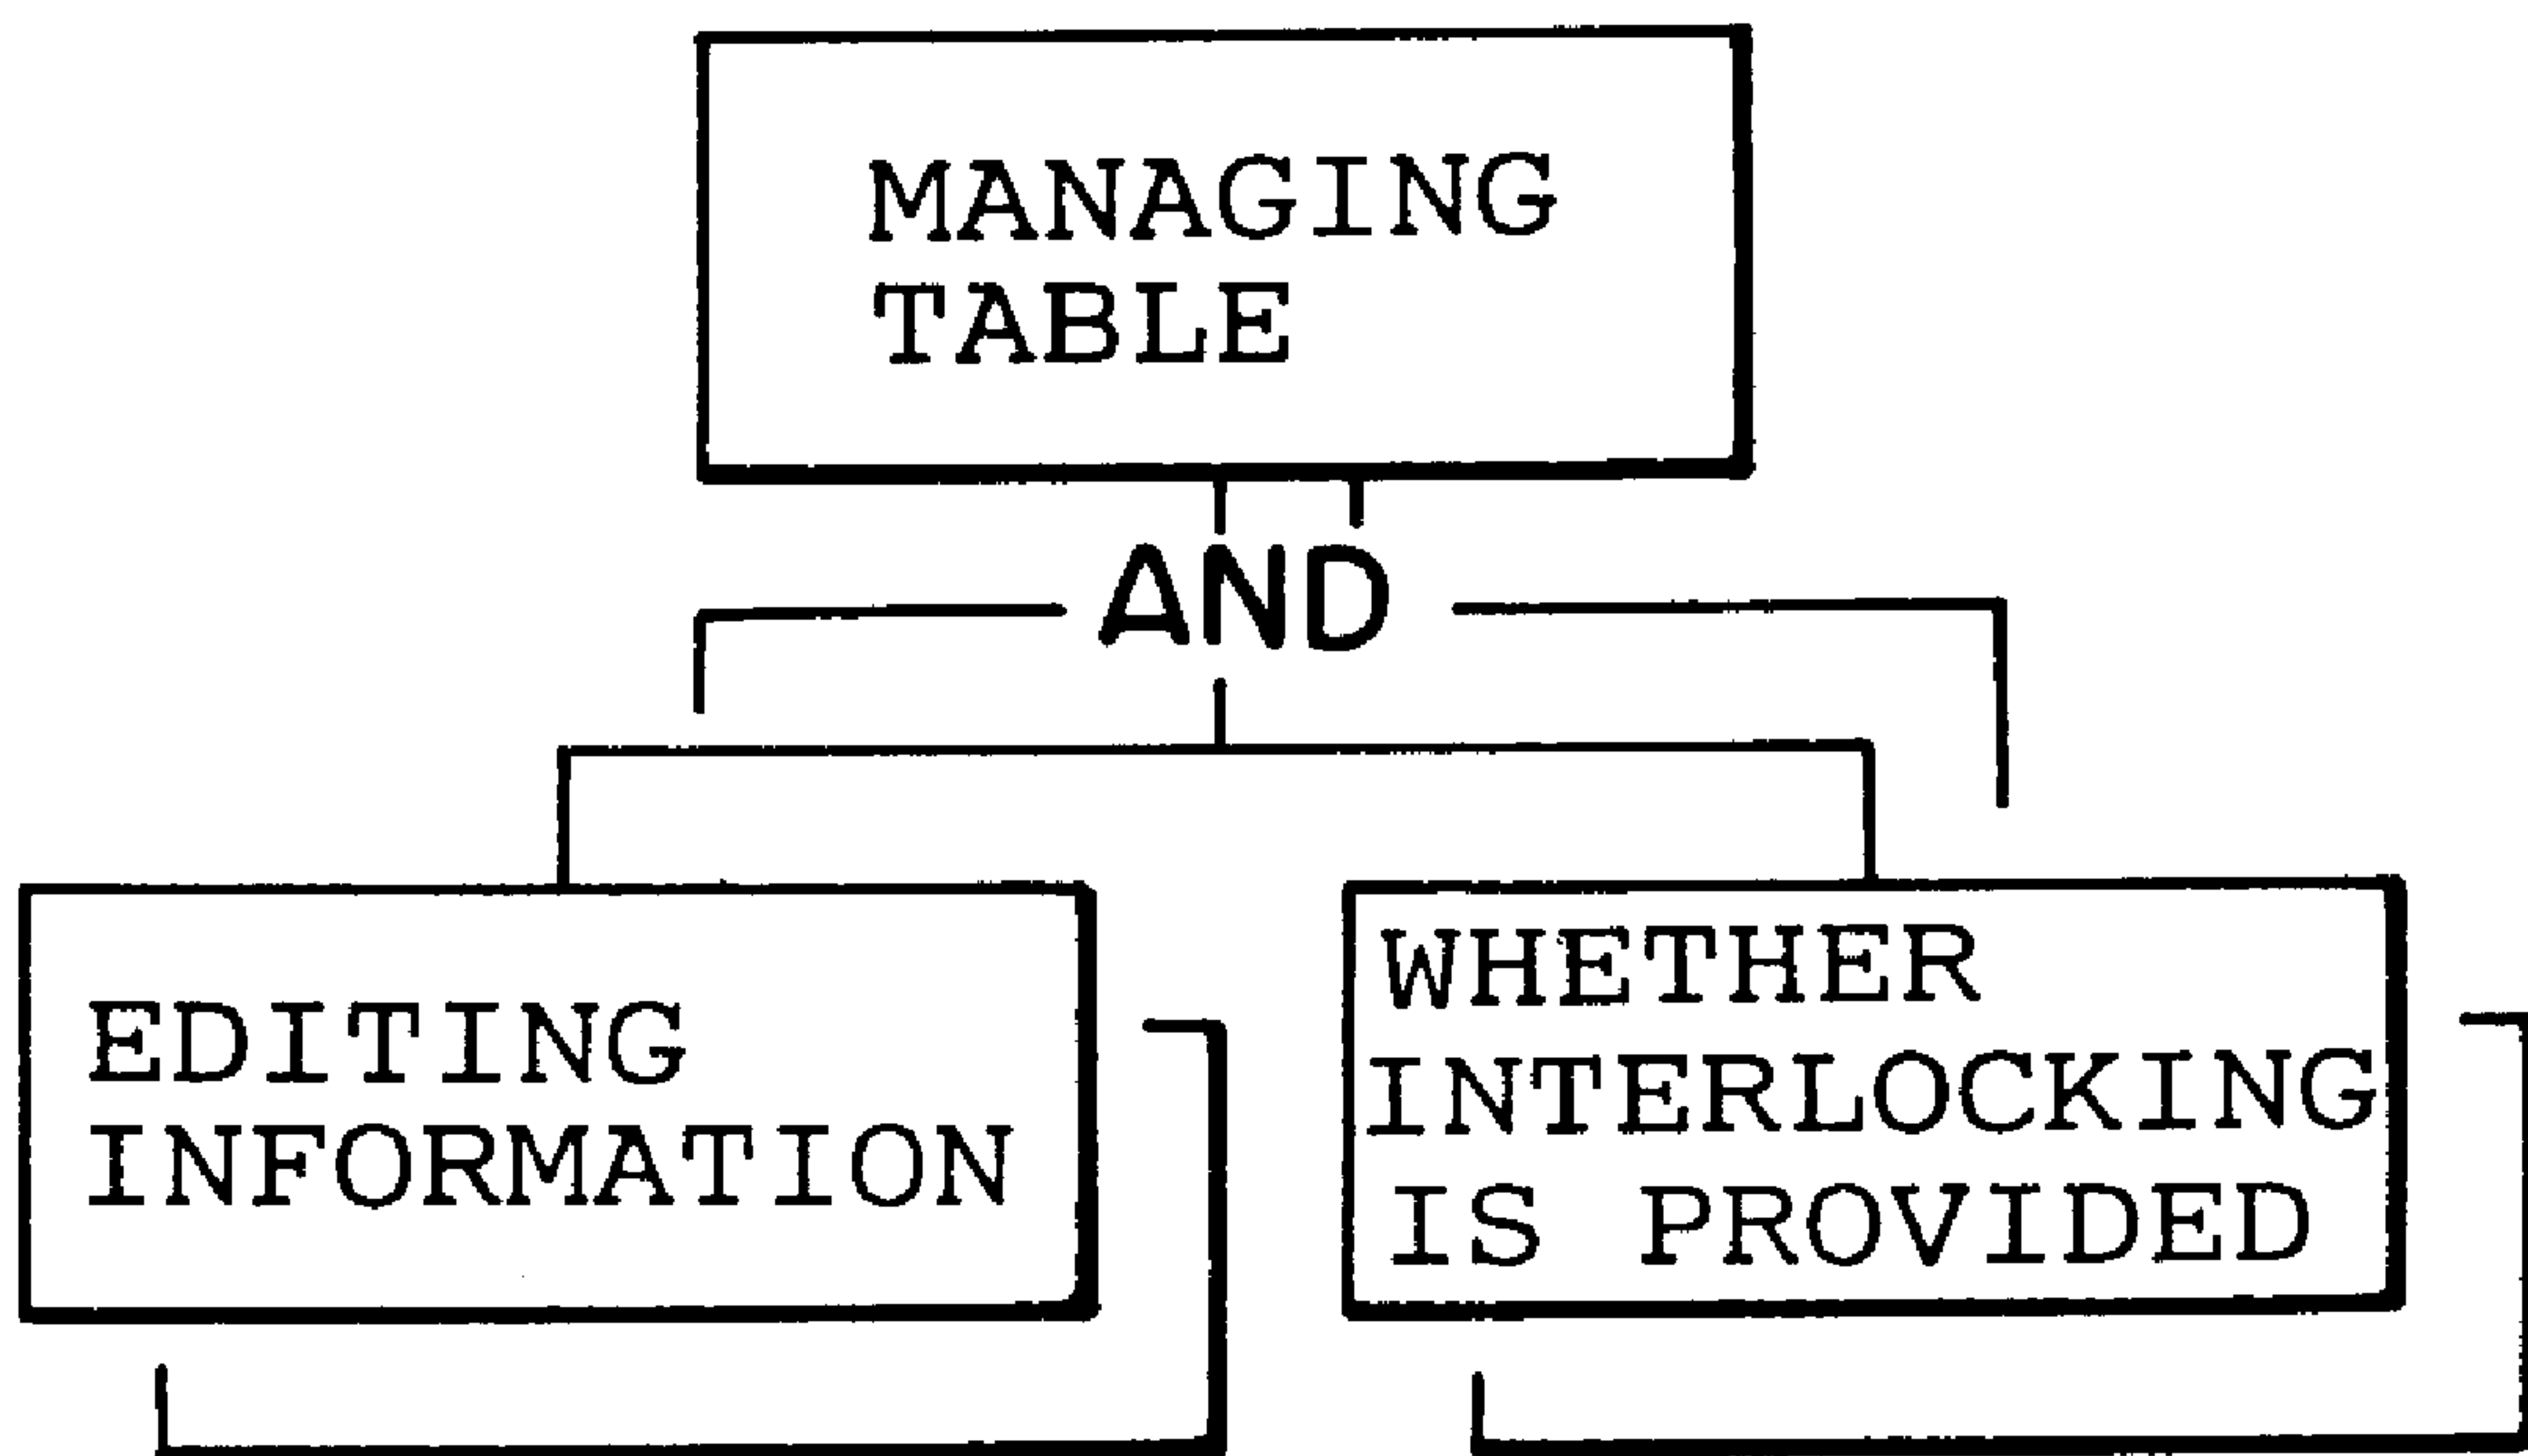 MANAGING
TABLE
AND
EDITING
INFORMATION
WHETHER
INTERLOCKING
IS PROVIDED